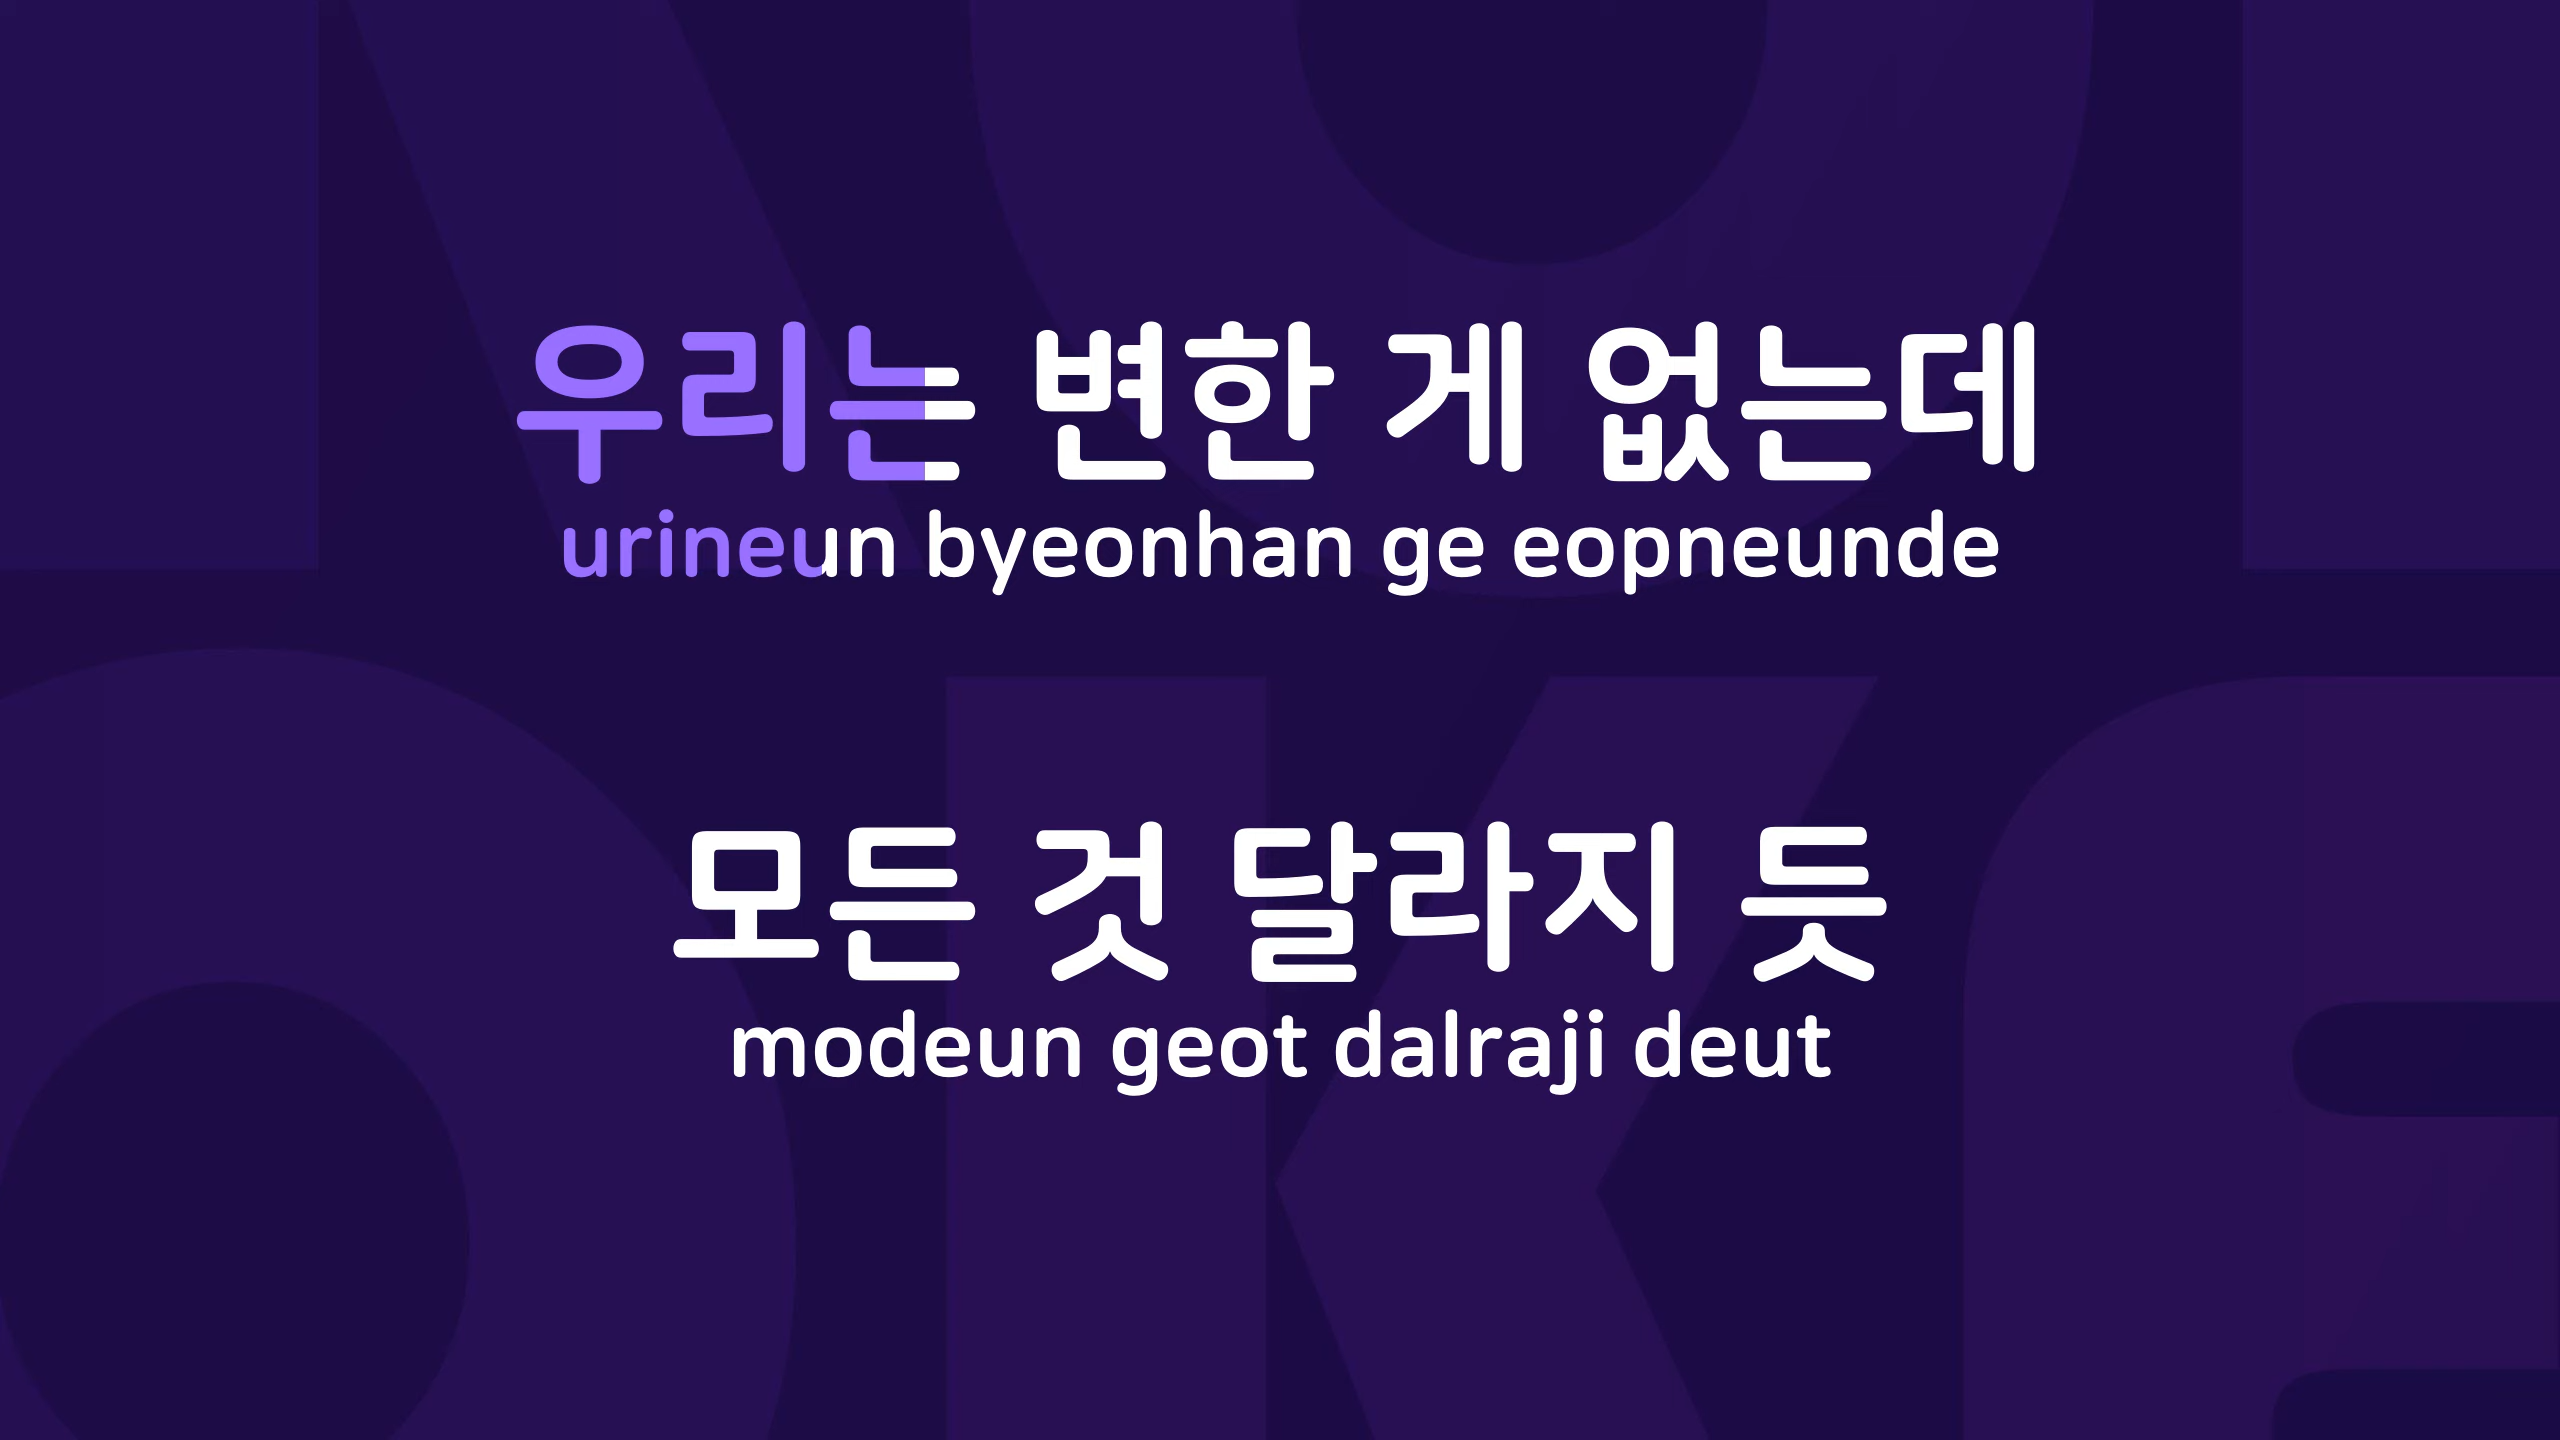 우리는 변한 게 없는데
urineun byeonhan ge eopneunde
모든 것 달라지 듯
modeun geot dalraji deut